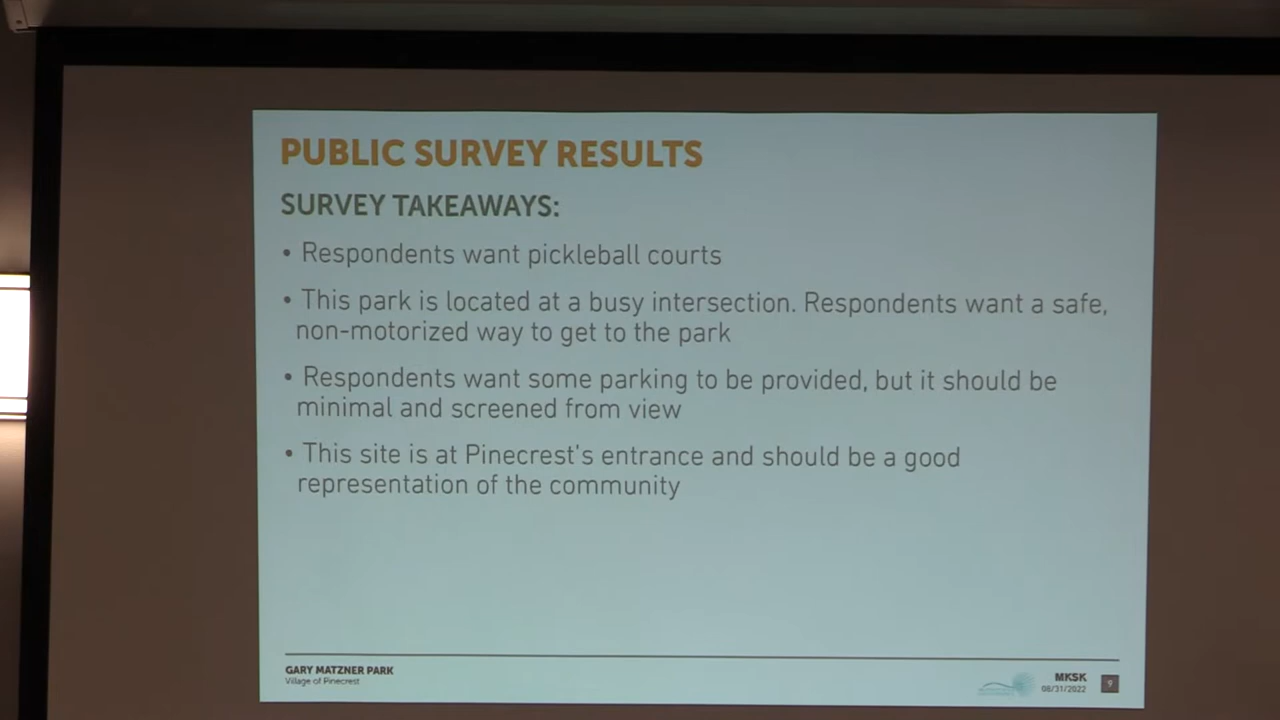 PUBLIC SURVEY RESULTS
SURVEY TAKEAWAYS:
• Respondents want pickleball courts
• This park is located at a busy intersection. Respondents want a safe,
non-motorized way to get to the park
• Respondents want some parking to be provided, but it should be
minimal and screened from view
• This site is at Pinecrest's entrance and should be a good
representation of the community
GARY MATZNER PARK
Village of Pinecrest
MKSK
08/31/2022
9